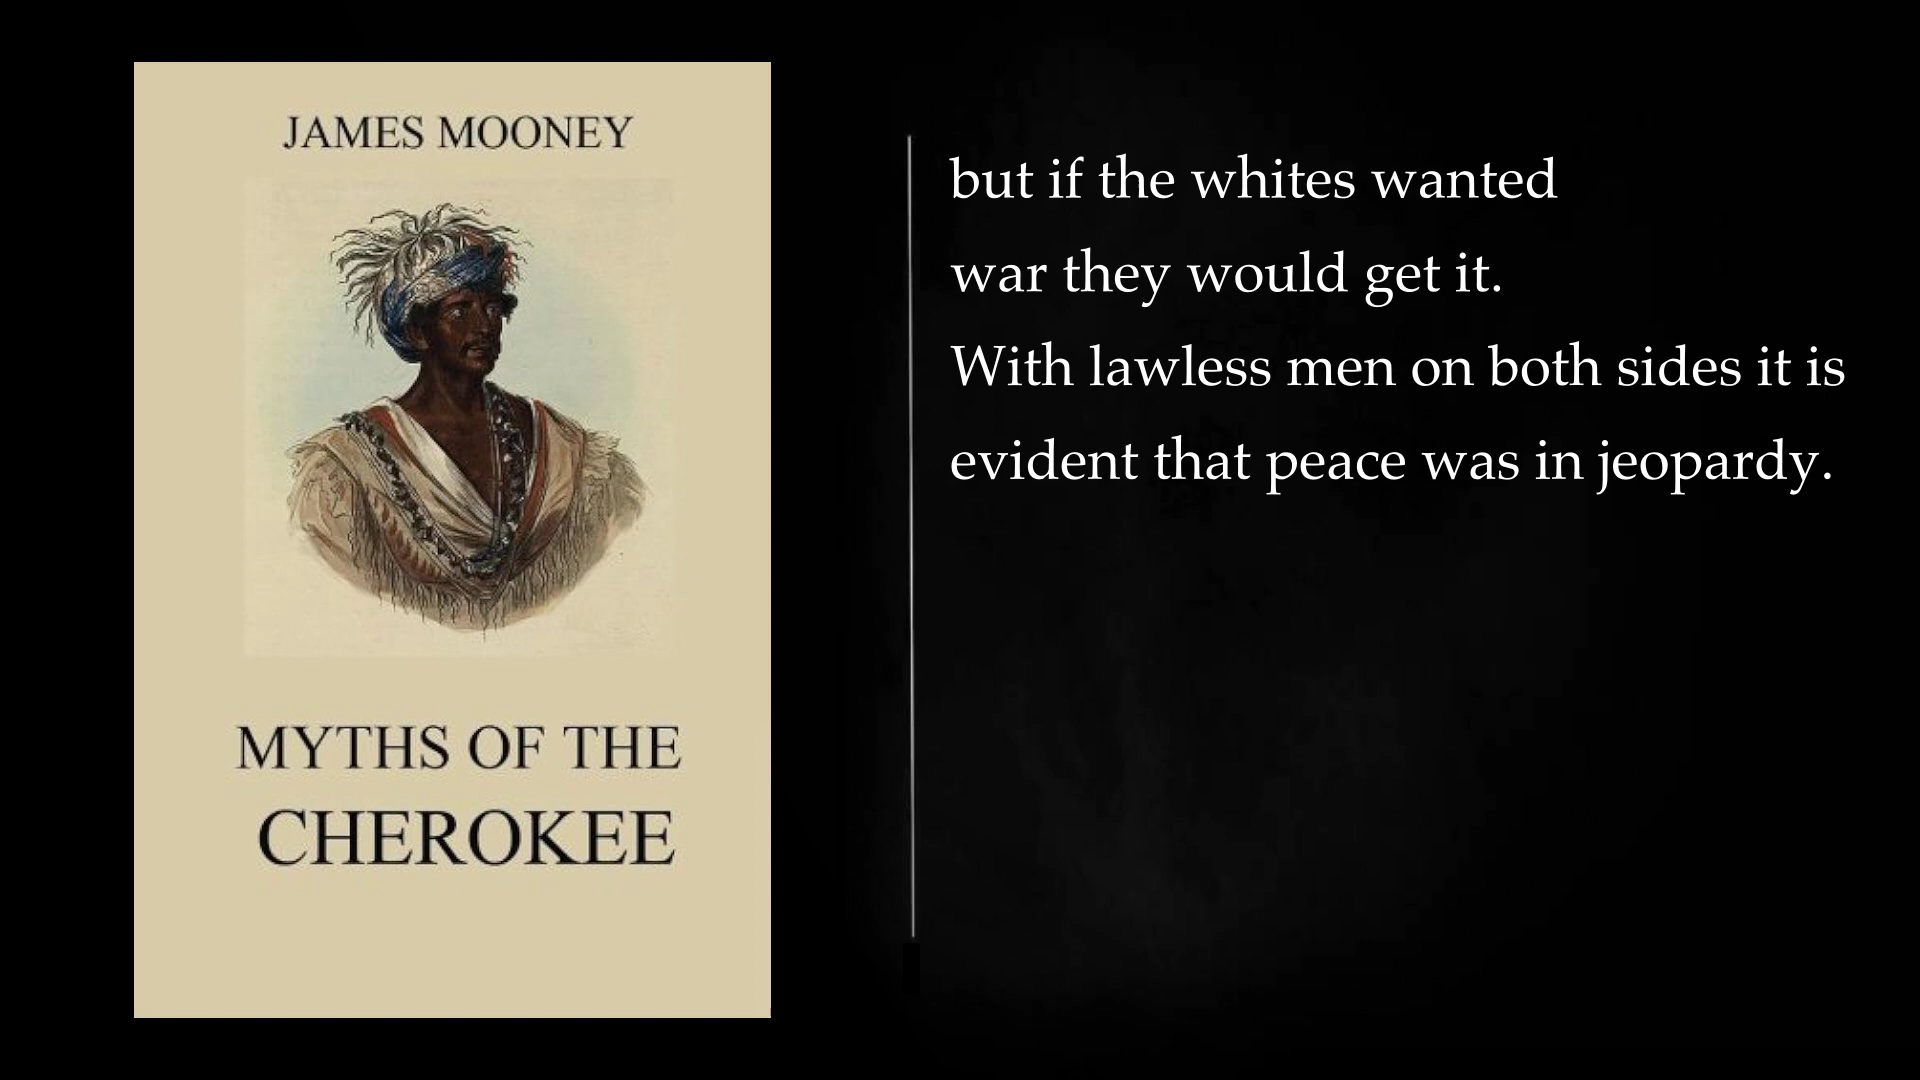 JAMES MOONEY
MYTHS OF THE
CHEROKEE
but if the whites wanted
war they would get it.
With lawless men on both sides it is
evident that peace was in jeopardy.